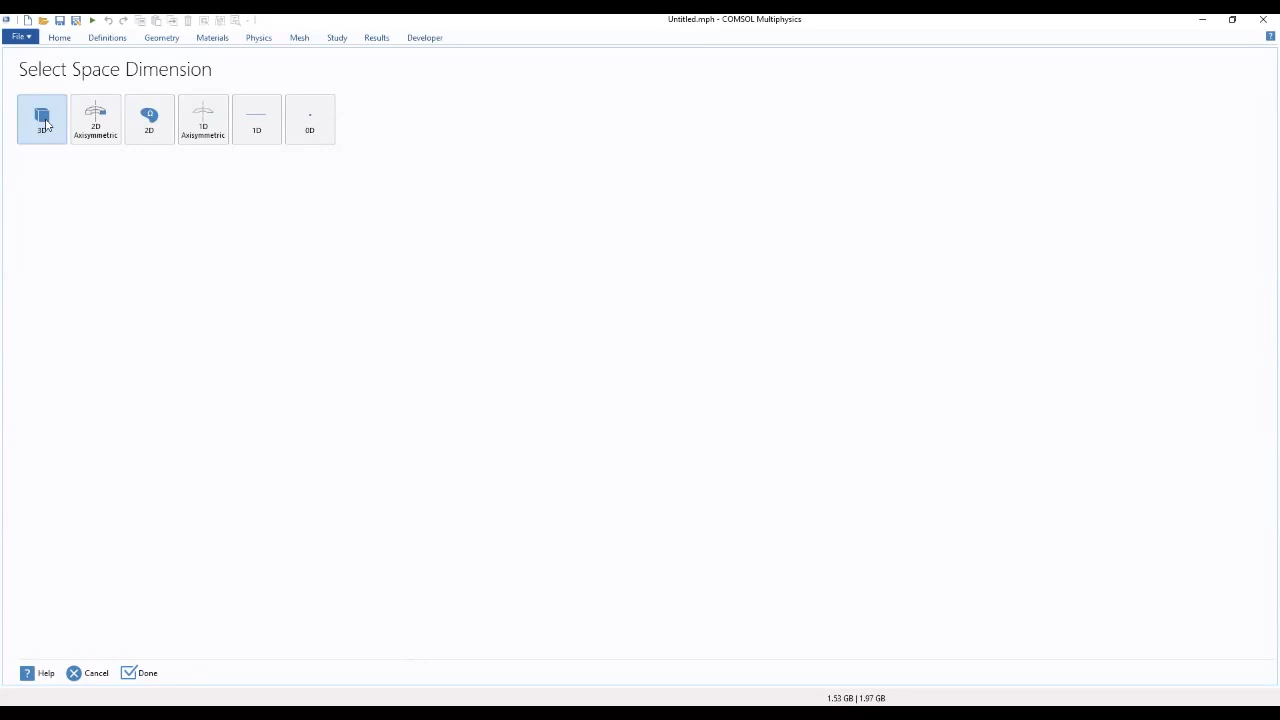 Untitled.mph - COMSOL Multiphysics
File Home Definitions Geometry Materials Physics Mesh Study Results Developer
Select Space Dimension
3D
2D Axisymmetric
2D
1D Axisymmetric
1D
0D
Help Cancel Done
1.53 GB | 1.97 GB